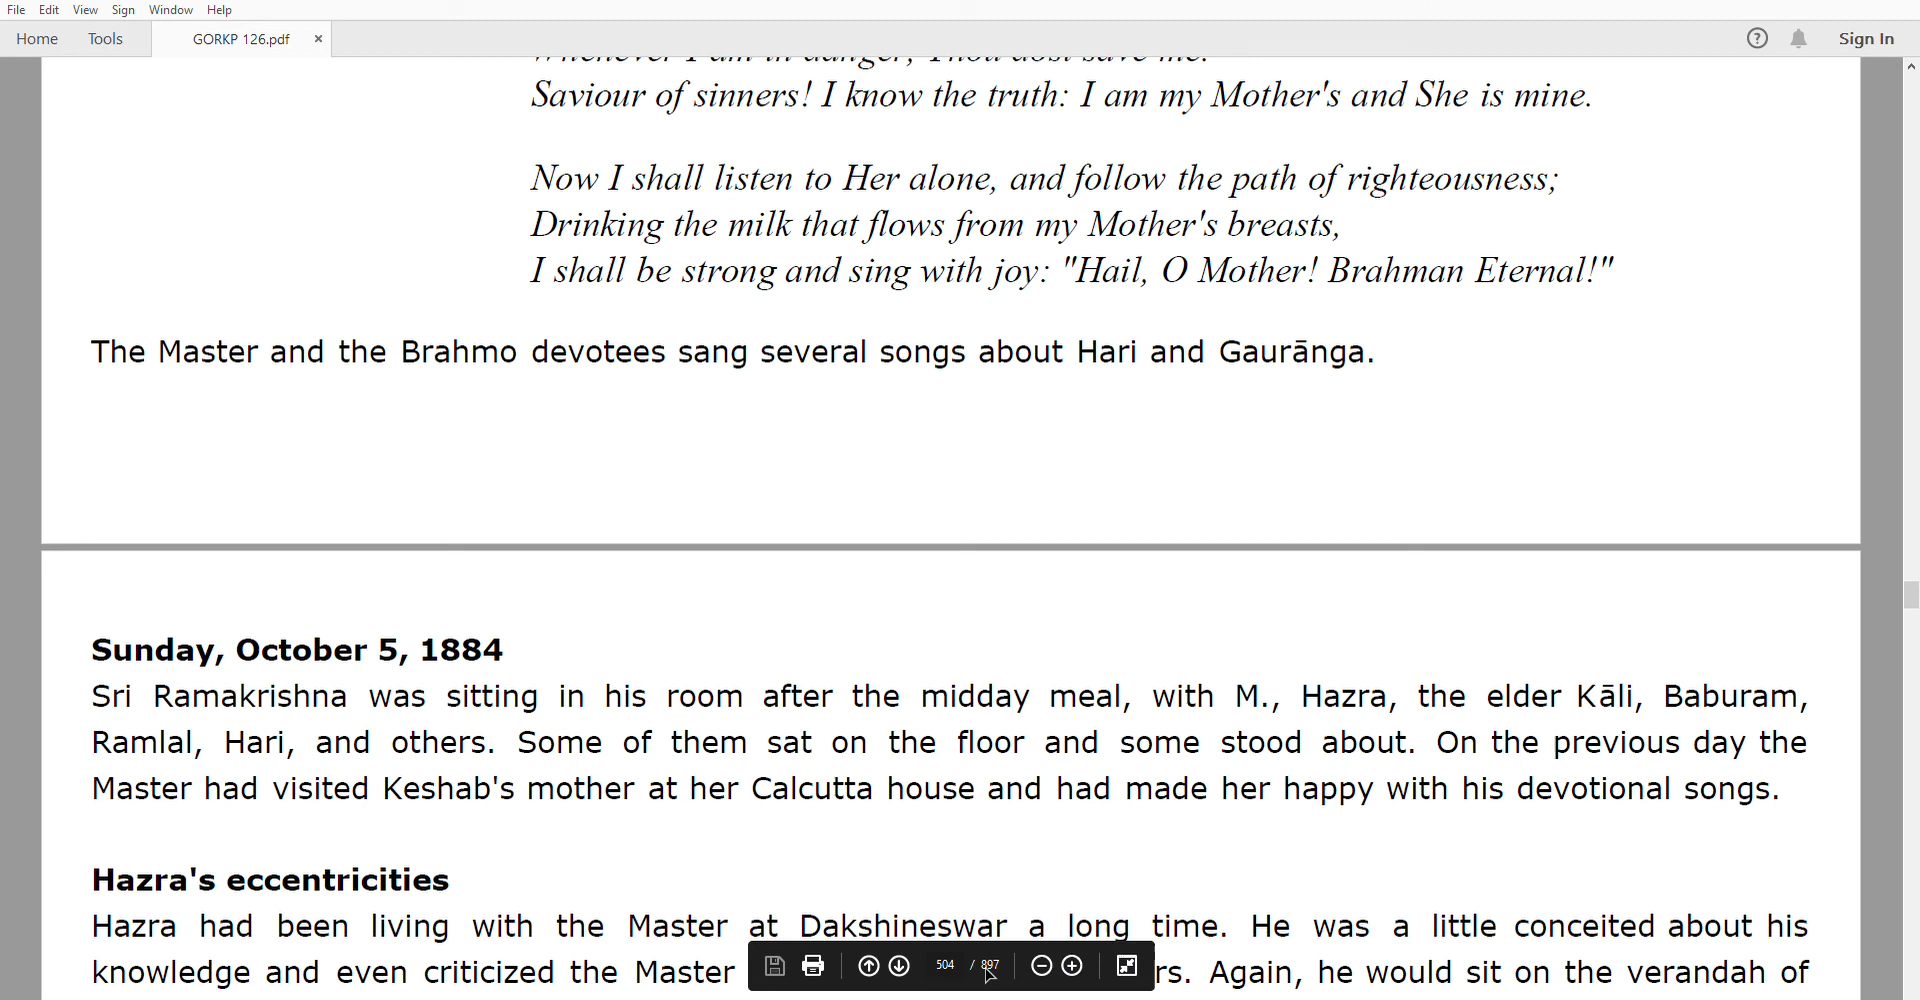 File Edit View Sign Window Help
Home Tools GORKP 126.pdf × ? Sign In
Whenever I am in danger, Thou dost save me.
Saviour of sinners! I know the truth: I am my Mother's and She is mine.
Now I shall listen to Her alone, and follow the path of righteousness;
Drinking the milk that flows from my Mother's breasts,
I shall be strong and sing with joy: "Hail, O Mother! Brahman Eternal!"
The Master and the Brahmo devotees sang several songs about Hari and Gaurānga.
Sunday, October 5, 1884
Sri Ramakrishna was sitting in his room after the midday meal, with M., Hazra, the elder Kāli, Baburam,
Ramlal, Hari, and others. Some of them sat on the floor and some stood about. On the previous day the
Master had visited Keshab's mother at her Calcutta house and had made her happy with his devotional songs.
Hazra's eccentricities
Hazra had been living with the Master at Dakshineswar a long time. He was a little conceited about his
knowledge and even criticized the Master rs. Again, he would sit on the verandah of
504 / 897